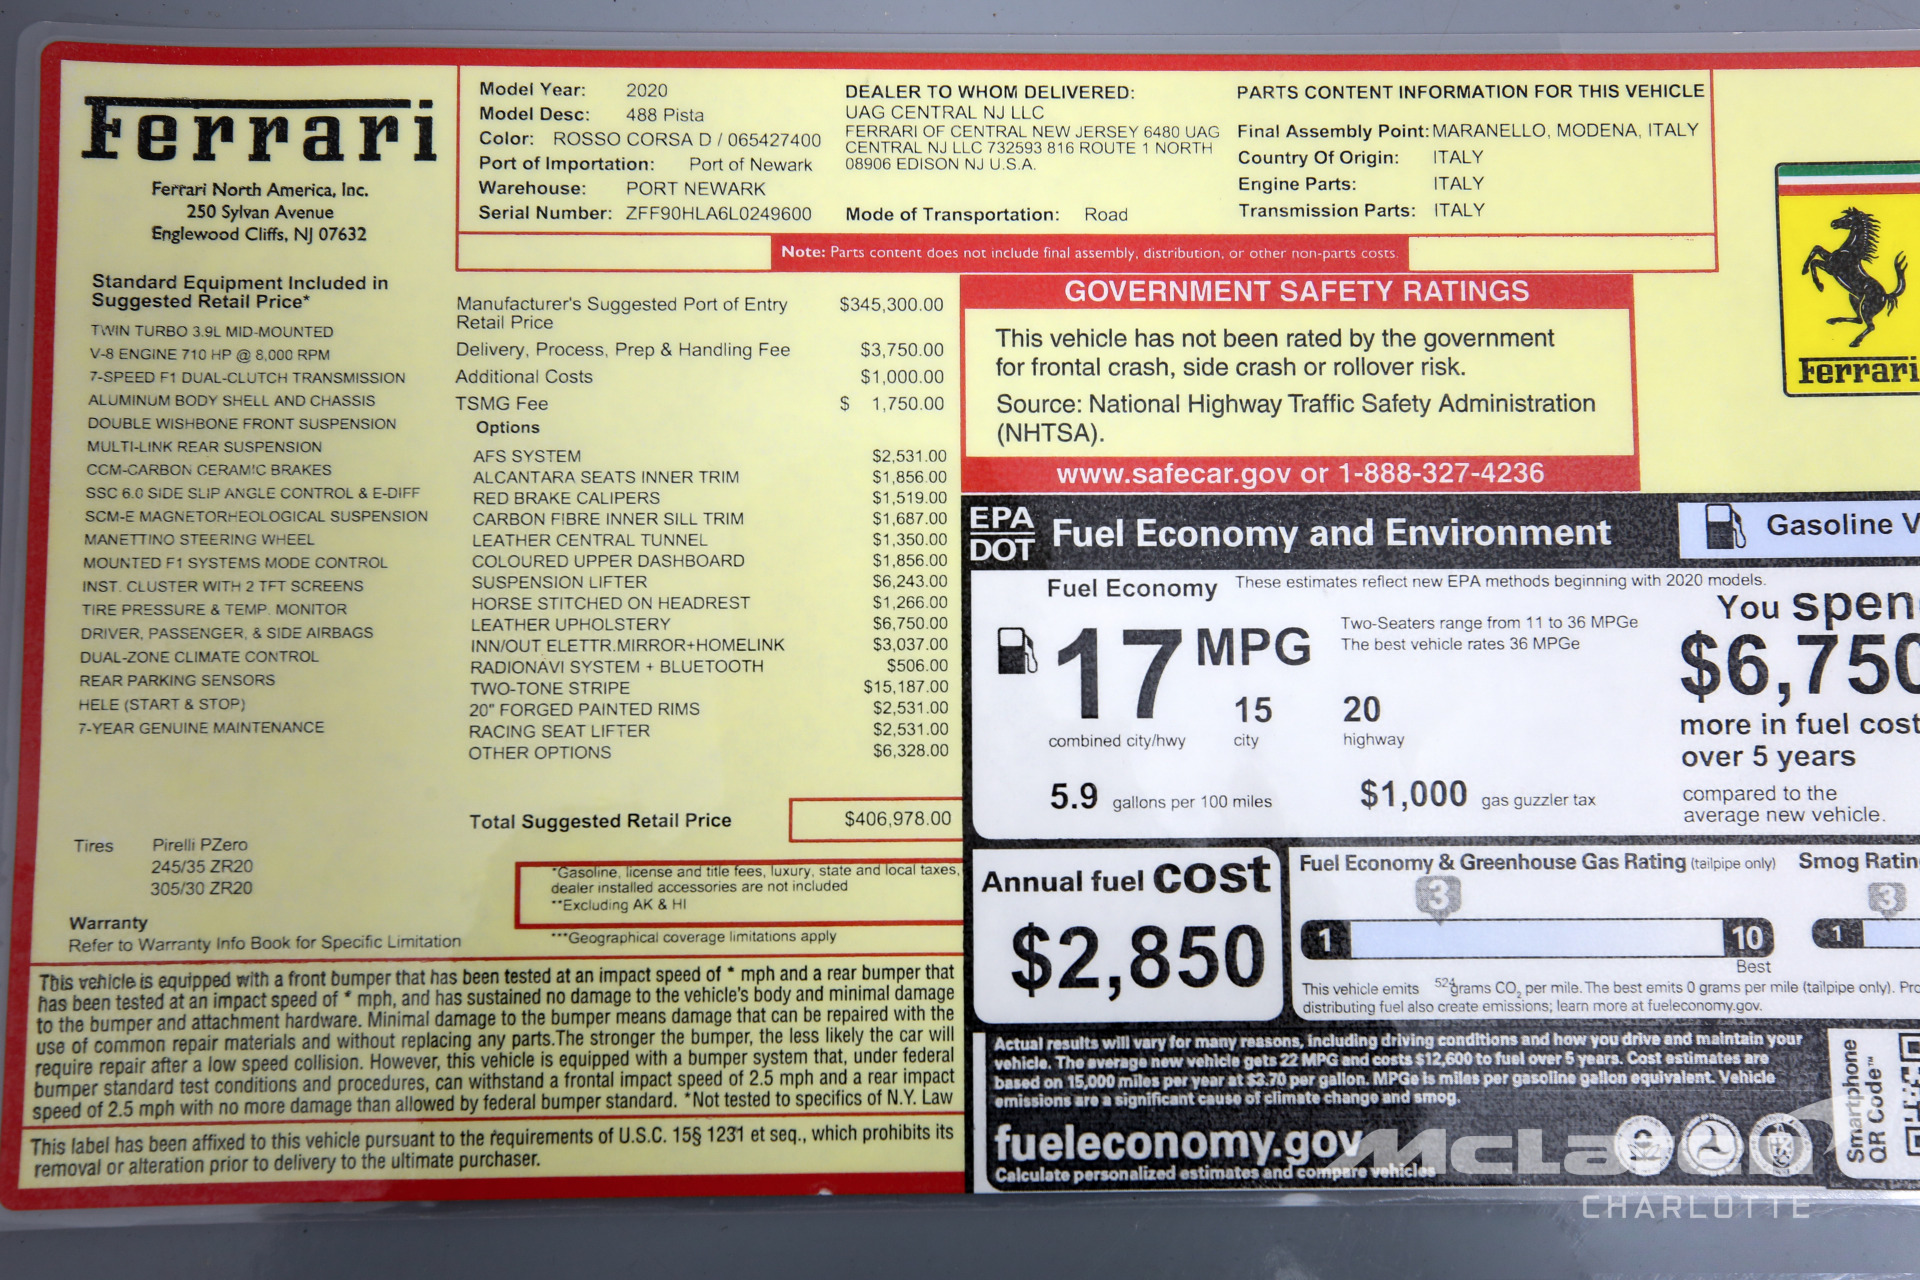 Ferrari
Ferrari North America, Inc.
250 Sylvan Avenue
Englewood Cliffs, NJ 07632
Standard Equipment Included in
Suggested Retail Price*
TWIN TURBO 3.9L MID-MOUNTED
V-8 ENGINE 710 HP @ 8,000 RPM
7-SPEED F1 DUAL-CLUTCH TRANSMISSION
ALUMINUM BODY SHELL AND CHASSIS
DOUBLE WISHBONE FRONT SUSPENSION
MULTI-LINK REAR SUSPENSION
CCM-CARBON CERAMIC BRAKES
SSC 6.0 SIDE SLIP ANGLE CONTROL & E-DIFF
SCM-E MAGNETORHEOLOGICAL SUSPENSION
MANETTINO STEERING WHEEL
MOUNTED F1 SYSTEMS MODE CONTROL
INST. CLUSTER WITH 2 TFT SCREENS
TIRE PRESSURE & TEMP. MONITOR
DRIVER, PASSENGER, & SIDE AIRBAGS
DUAL-ZONE CLIMATE CONTROL
REAR PARKING SENSORS
HELE (START & STOP)
7-YEAR GENUINE MAINTENANCE
Tires Pirelli PZero
245/35 ZR20
305/30 ZR20
Warranty
Refer to Warranty Info Book for Specific Limitation
Model Year: 2020
Model Desc: 488 Pista
Color: ROSSO CORSA D / 065427400
Port of Importation: Port of Newark
Warehouse: PORT NEWARK
Serial Number: ZFF90HLA6L0249600
DEALER TO WHOM DELIVERED:
UAG CENTRAL NJ LLC
FERRARI OF CENTRAL NEW JERSEY 6480 UAG
CENTRAL NJ LLC 732593 816 ROUTE 1 NORTH
08906 EDISON NJ U.S.A.
Mode of Transportation: Road
PARTS CONTENT INFORMATION FOR THIS VEHICLE
Final Assembly Point: MARANELLO, MODENA, ITALY
Country Of Origin: ITALY
Engine Parts: ITALY
Transmission Parts: ITALY
Note: Parts content does not include final assembly, distribution, or other non-parts costs.
Manufacturer's Suggested Port of Entry $345,300.00
Retail Price
Delivery, Process, Prep & Handling Fee $3,750.00
Additional Costs $1,000.00
TSMG Fee $ 1,750.00
Options
AFS SYSTEM $2,531.00
ALCANTARA SEATS INNER TRIM $1,856.00
RED BRAKE CALIPERS $1,519.00
CARBON FIBRE INNER SILL TRIM $1,687.00
LEATHER CENTRAL TUNNEL $1,350.00
COLOURED UPPER DASHBOARD $1,856.00
SUSPENSION LIFTER $6,243.00
HORSE STITCHED ON HEADREST $1,266.00
LEATHER UPHOLSTERY $6,750.00
INN/OUT ELETTR.MIRROR+HOMELINK $3,037.00
RADIONAVI SYSTEM + BLUETOOTH $506.00
TWO-TONE STRIPE $15,187.00
20" FORGED PAINTED RIMS $2,531.00
RACING SEAT LIFTER $2,531.00
OTHER OPTIONS $6,328.00
Total Suggested Retail Price $406,978.00
*Gasoline, license and title fees, luxury, state and local taxes,
dealer installed accessories are not included
**Excluding AK & HI
***Geographical coverage limitations apply
This vehicle is equipped with a front bumper that has been tested at an impact speed of * mph and a rear bumper that
has been tested at an impact speed of * mph, and has sustained no damage to the vehicle's body and minimal damage
to the bumper and attachment hardware. Minimal damage to the bumper means damage that can be repaired with the
use of common repair materials and without replacing any parts.The stronger the bumper, the less likely the car will
require repair after a low speed collision. However, this vehicle is equipped with a bumper system that, under federal
bumper standard test conditions and procedures, can withstand a frontal impact speed of 2.5 mph and a rear impact
speed of 2.5 mph with no more damage than allowed by federal bumper standard. *Not tested to specifics of N.Y. Law
This label has been affixed to this vehicle pursuant to the requirements of U.S.C. 15§ 1231 et seq., which prohibits its
removal or alteration prior to delivery to the ultimate purchaser.
GOVERNMENT SAFETY RATINGS
This vehicle has not been rated by the government
for frontal crash, side crash or rollover risk.
Source: National Highway Traffic Safety Administration
(NHTSA).
www.safecar.gov or 1-888-327-4236
Ferrari
EPA
DOT
Fuel Economy and Environment
Gasoline V
Fuel Economy
These estimates reflect new EPA methods beginning with 2020 models.
17 MPG
Two-Seaters range from 11 to 36 MPGe
The best vehicle rates 36 MPGe
15 20
combined city/hwy city highway
5.9 gallons per 100 miles
$1,000 gas guzzler tax
You spen
$6,750
more in fuel cost
over 5 years
compared to the
average new vehicle.
Annual fuel cost
$2,850
Fuel Economy & Greenhouse Gas Rating (tailpipe only)
Smog Ratin
3 3
1 10 1
Best
This vehicle emits 524 grams CO2 per mile. The best emits 0 grams per mile (tailpipe only). Pro
distributing fuel also create emissions; learn more at fueleconomy.gov.
Actual results will vary for many reasons, including driving conditions and how you drive and maintain your
vehicle. The average new vehicle gets 22 MPG and costs $12,600 to fuel over 5 years. Cost estimates are
based on 15,000 miles per year at $3.70 per gallon. MPGe is miles per gasoline gallon equivalent. Vehicle
emissions are a significant cause of climate change and smog.
fueleconomy.gov
Calculate personalized estimates and compare vehicles
Smartphone
QR Code™
McLaren
CHARLOTTE